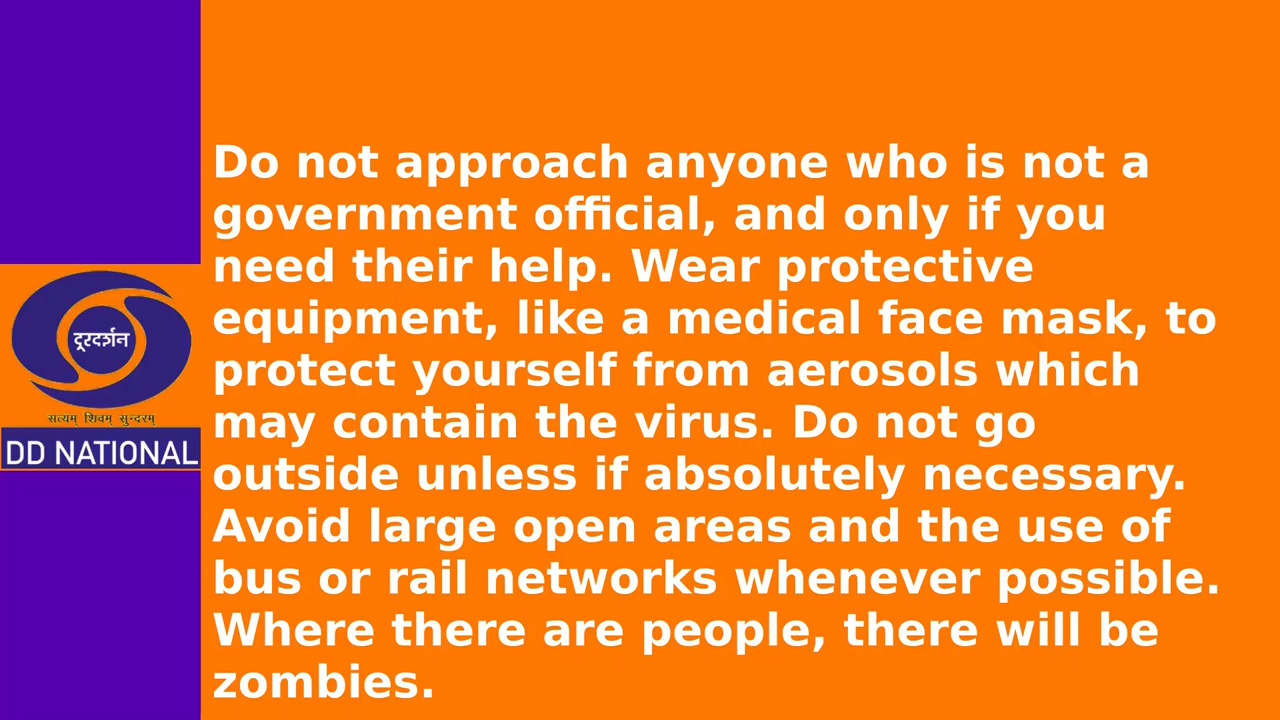 Do not approach anyone who is not a
government official, and only if you
need their help. Wear protective
equipment, like a medical face mask, to
protect yourself from aerosols which
may contain the virus. Do not go
outside unless if absolutely necessary.
Avoid large open areas and the use of
bus or rail networks whenever possible.
Where there are people, there will be
zombies.
दूरदर्शन
सत्यम् शिवम् सुन्दरम्
DD NATIONAL